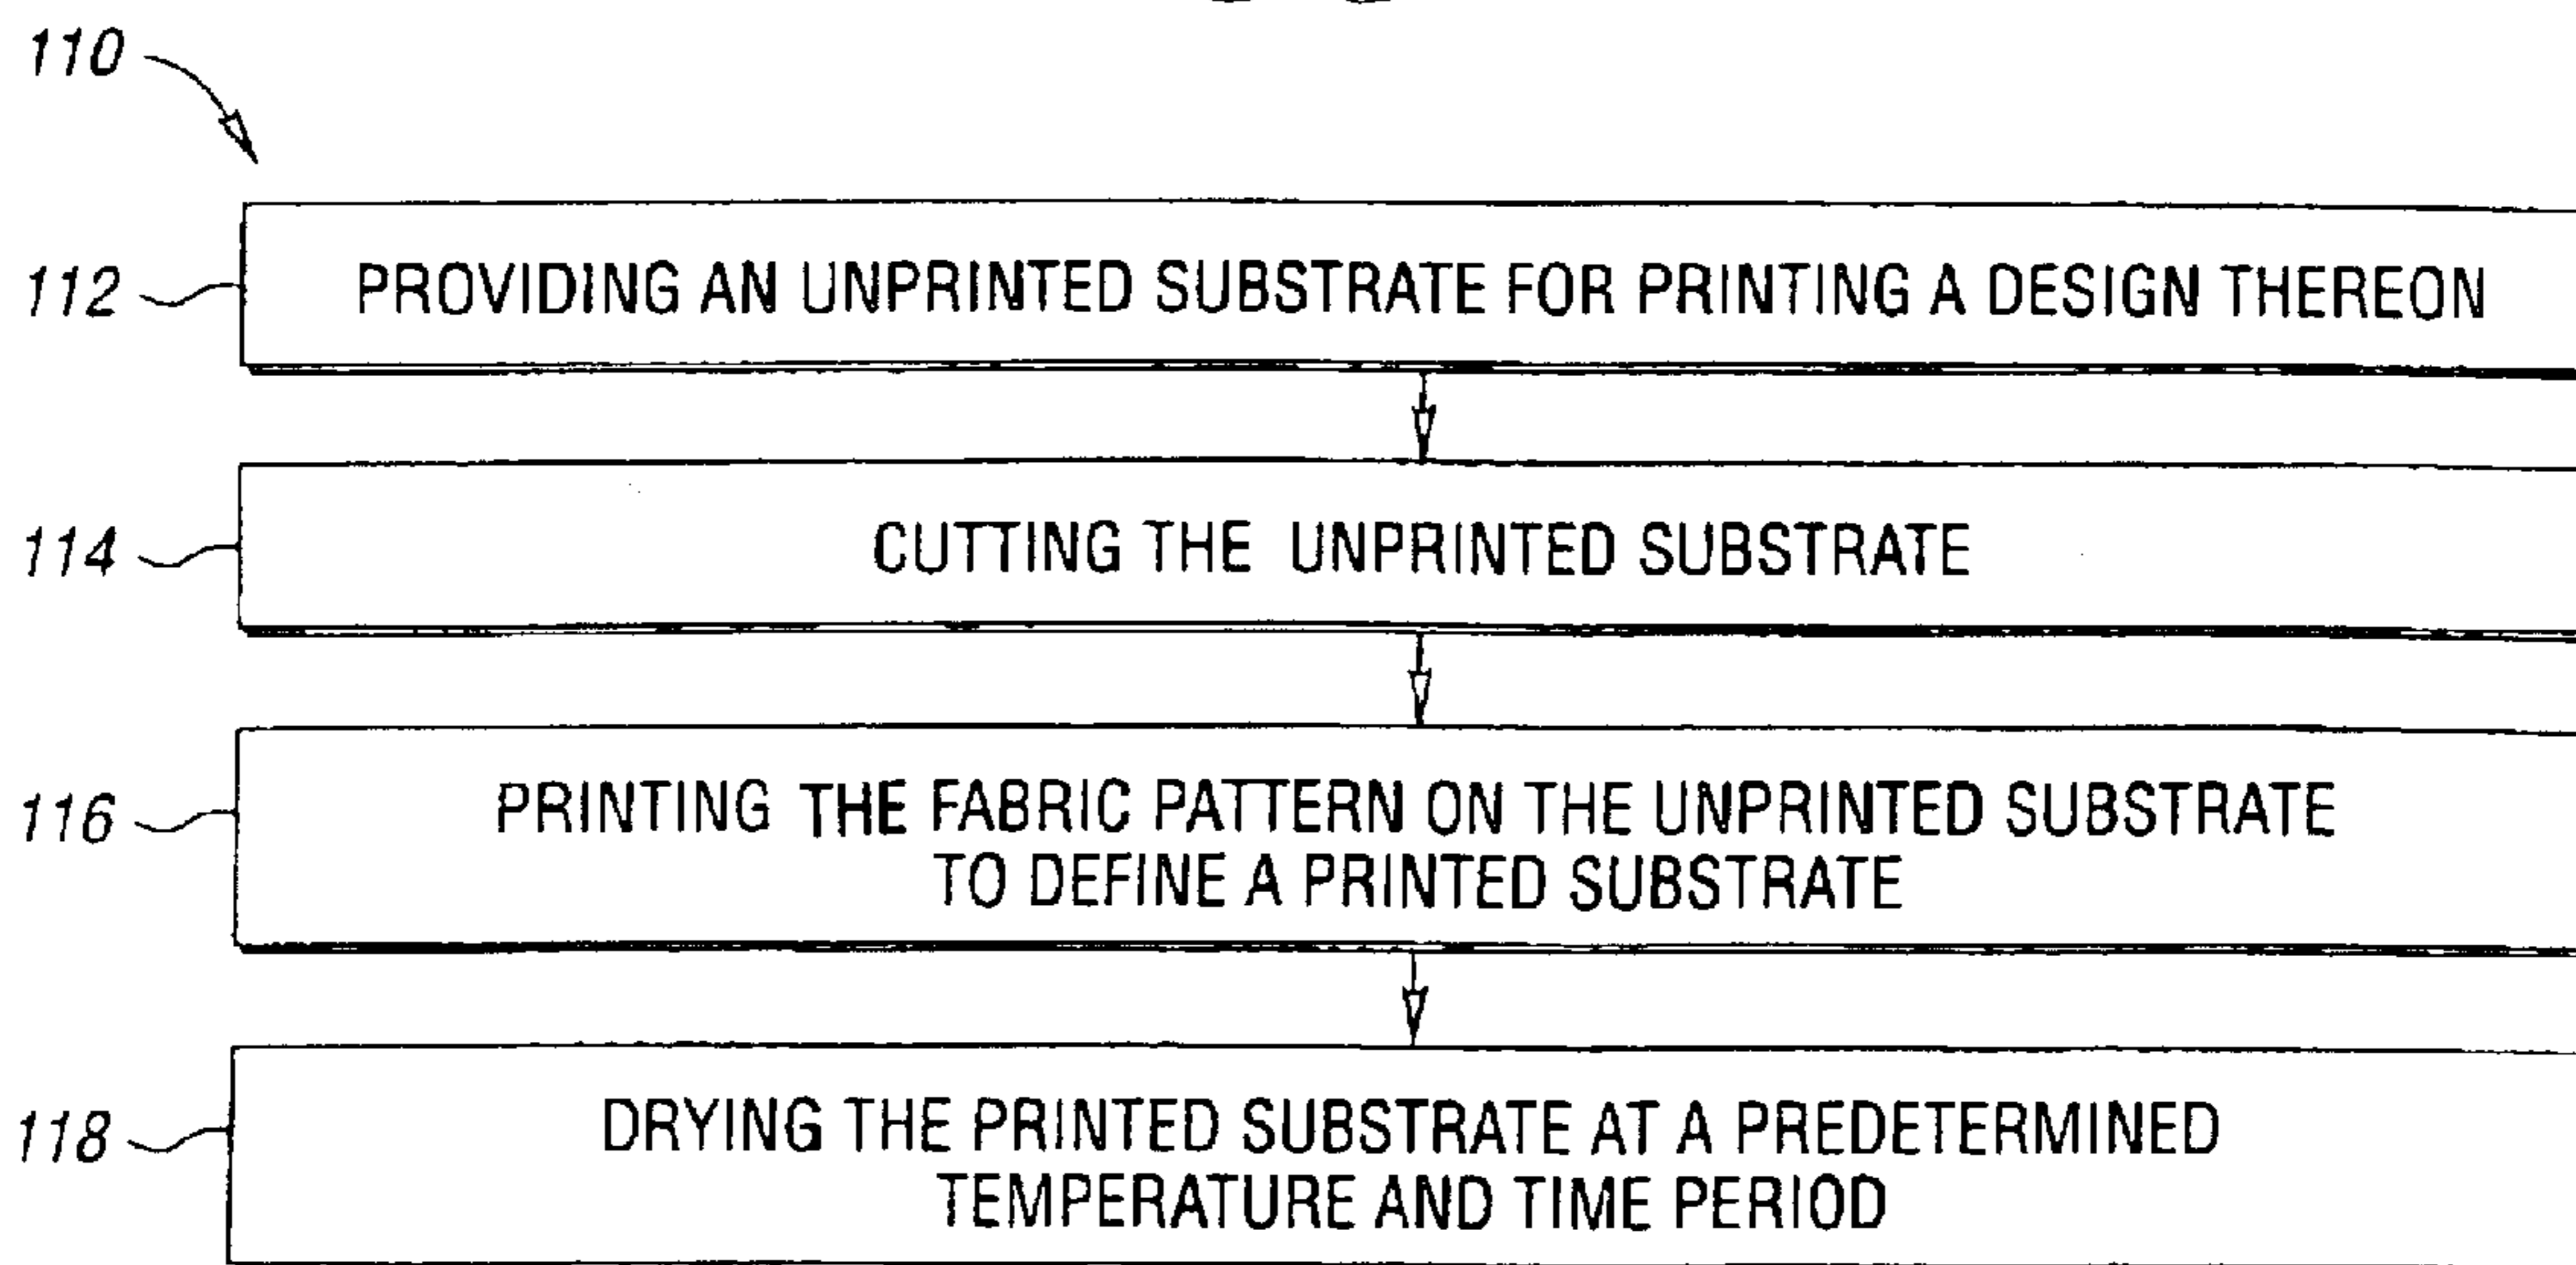 110
112 PROVIDING AN UNPRINTED SUBSTRATE FOR PRINTING A DESIGN THEREON
114 CUTTING THE UNPRINTED SUBSTRATE
116 PRINTING THE FABRIC PATTERN ON THE UNPRINTED SUBSTRATE
TO DEFINE A PRINTED SUBSTRATE
118 DRYING THE PRINTED SUBSTRATE AT A PREDETERMINED
TEMPERATURE AND TIME PERIOD